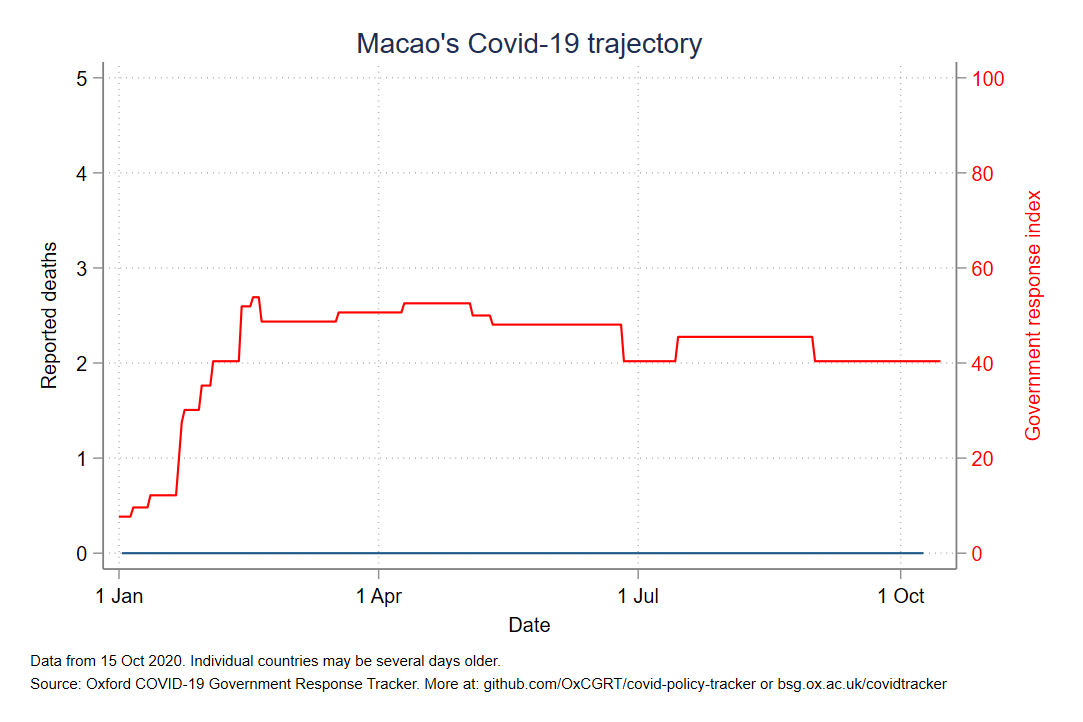 Macao's Covid-19 trajectory
5
4
3
2
1
0
Reported deaths
100
80
60
40
20
0
Government response index
1 Jan
1 Apr
1 Jul
1 Oct
Date
Data from 15 Oct 2020. Individual countries may be several days older.
Source: Oxford COVID-19 Government Response Tracker. More at: github.com/OxCGRT/covid-policy-tracker or bsg.ox.ac.uk/covidtracker